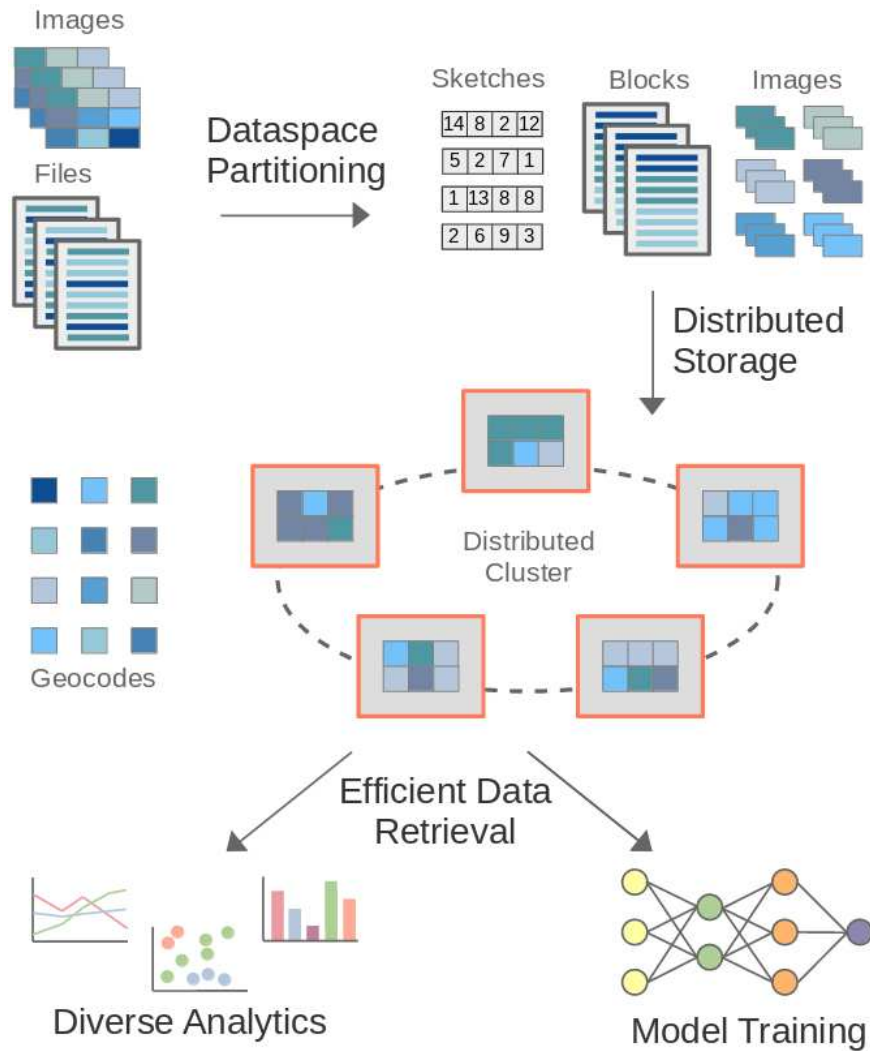 Images
Files
Dataspace
Partitioning
Sketches
14 8 2 12
5 2 7 1
1 13 8 8
2 6 9 3
Blocks
Images
Distributed
Storage
Distributed
Cluster
Geocodes
Efficient Data
Retrieval
Diverse Analytics
Model Training